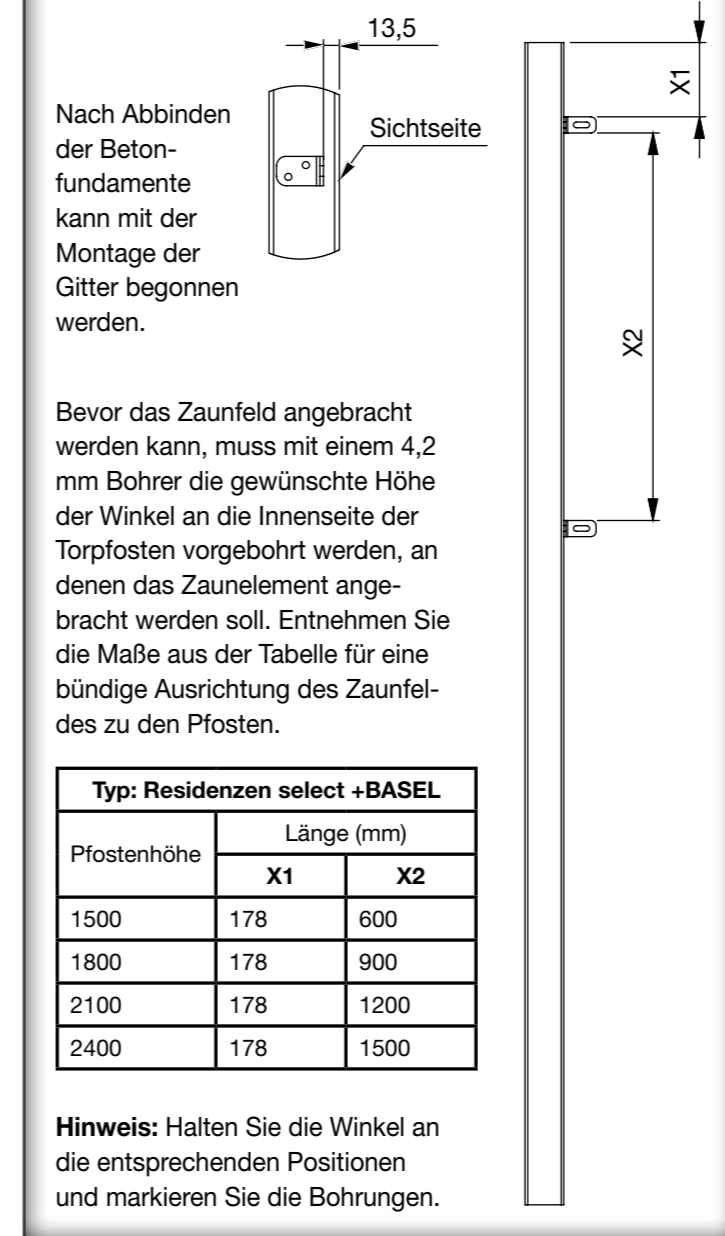 13,5
X1
Nach Abbinden
der Beton-
fundamente
kann mit der
Montage der
Gitter begonnen
werden.
Sichtseite
X2
Bevor das Zaunfeld angebracht
werden kann, muss mit einem 4,2
mm Bohrer die gewünschte Höhe
der Winkel an die Innenseite der
Torpfosten vorgebohrt werden, an
denen das Zaunelement ange-
bracht werden soll. Entnehmen Sie
die Maße aus der Tabelle für eine
bündige Ausrichtung des Zaunfel-
des zu den Pfosten.
Typ: Residenzen select +BASEL
Pfostenhöhe Länge (mm)
X1 X2
1500 178 600
1800 178 900
2100 178 1200
2400 178 1500
Hinweis: Halten Sie die Winkel an
die entsprechenden Positionen
und markieren Sie die Bohrungen.